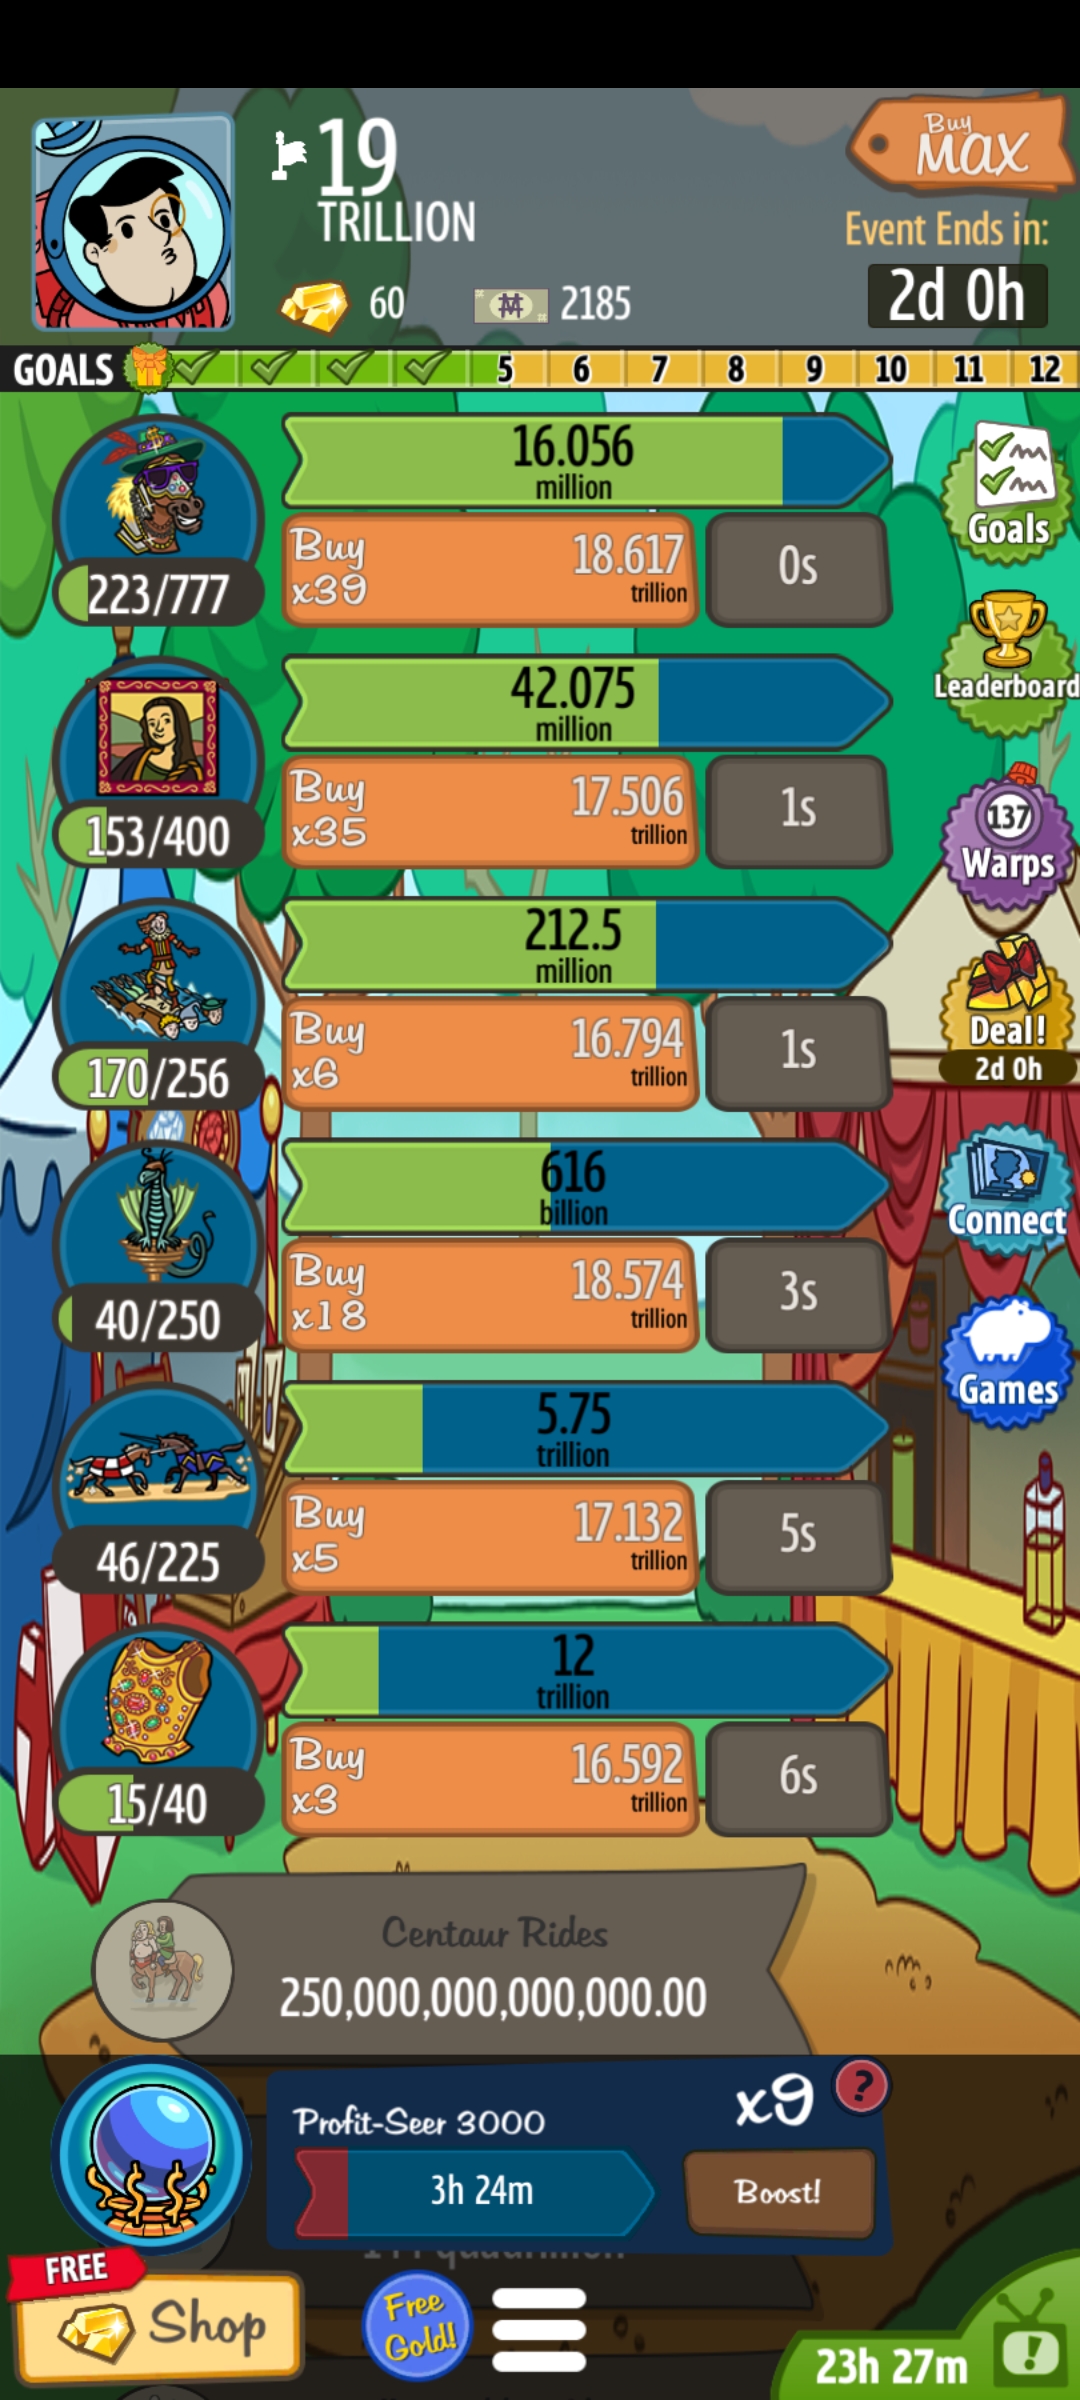 19
TRILLION
60
2185
Buy
MAX
Event Ends in:
2d 0h
GOALS 5 6 7 8 9 10 11 12
16.056
million
223/777
Buy
x39
18.617
trillion
0s
Goals
42.075
million
153/400
Buy
x35
17.506
trillion
1s
Leaderboard
212.5
million
170/256
Buy
x6
16.794
trillion
1s
137
Warps
Deal!
2d 0h
616
billion
40/250
Buy
x18
18.574
trillion
3s
Connect
5.75
trillion
46/225
Buy
x5
17.132
trillion
5s
Games
12
trillion
15/40
Buy
x3
16.592
trillion
6s
Centaur Rides
250,000,000,000,000.00
Profit-Seer 3000
x9
?
3h 24m
Boost!
FREE
Shop
Free
Gold!
23h 27m
!